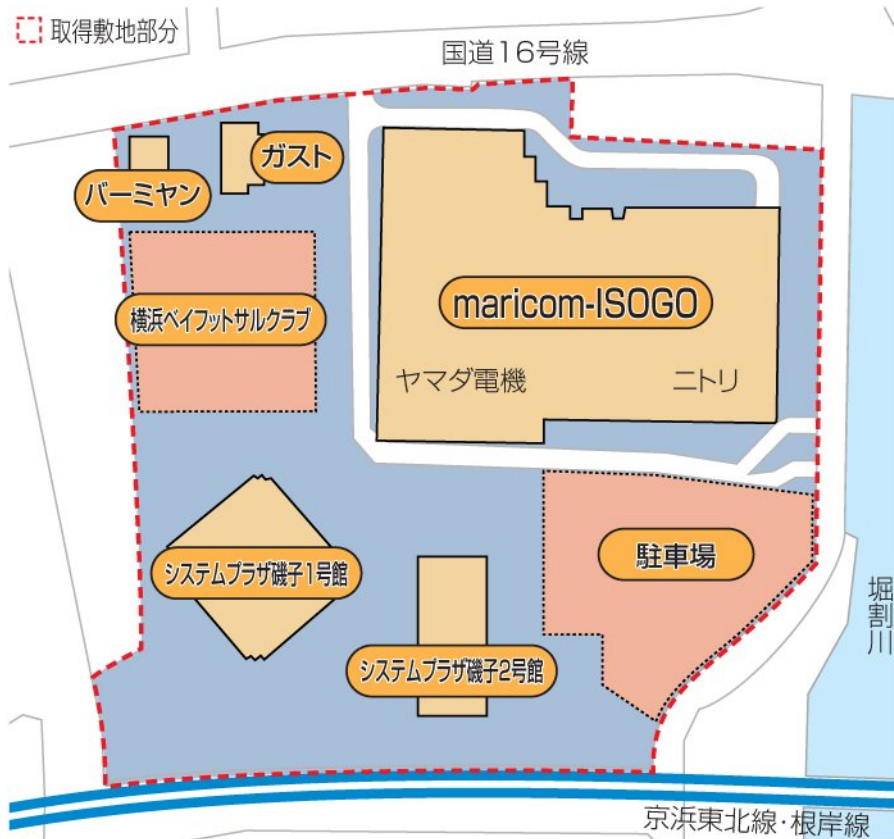 取得敷地部分
国道16号線
ガスト
バーミヤン
maricom-ISOGO
横浜ベイフットサルクラブ
ヤマダ電機
ニトリ
駐車場
システムプラザ磯子1号館
堀割川
システムプラザ磯子2号館
京浜東北線・根岸線